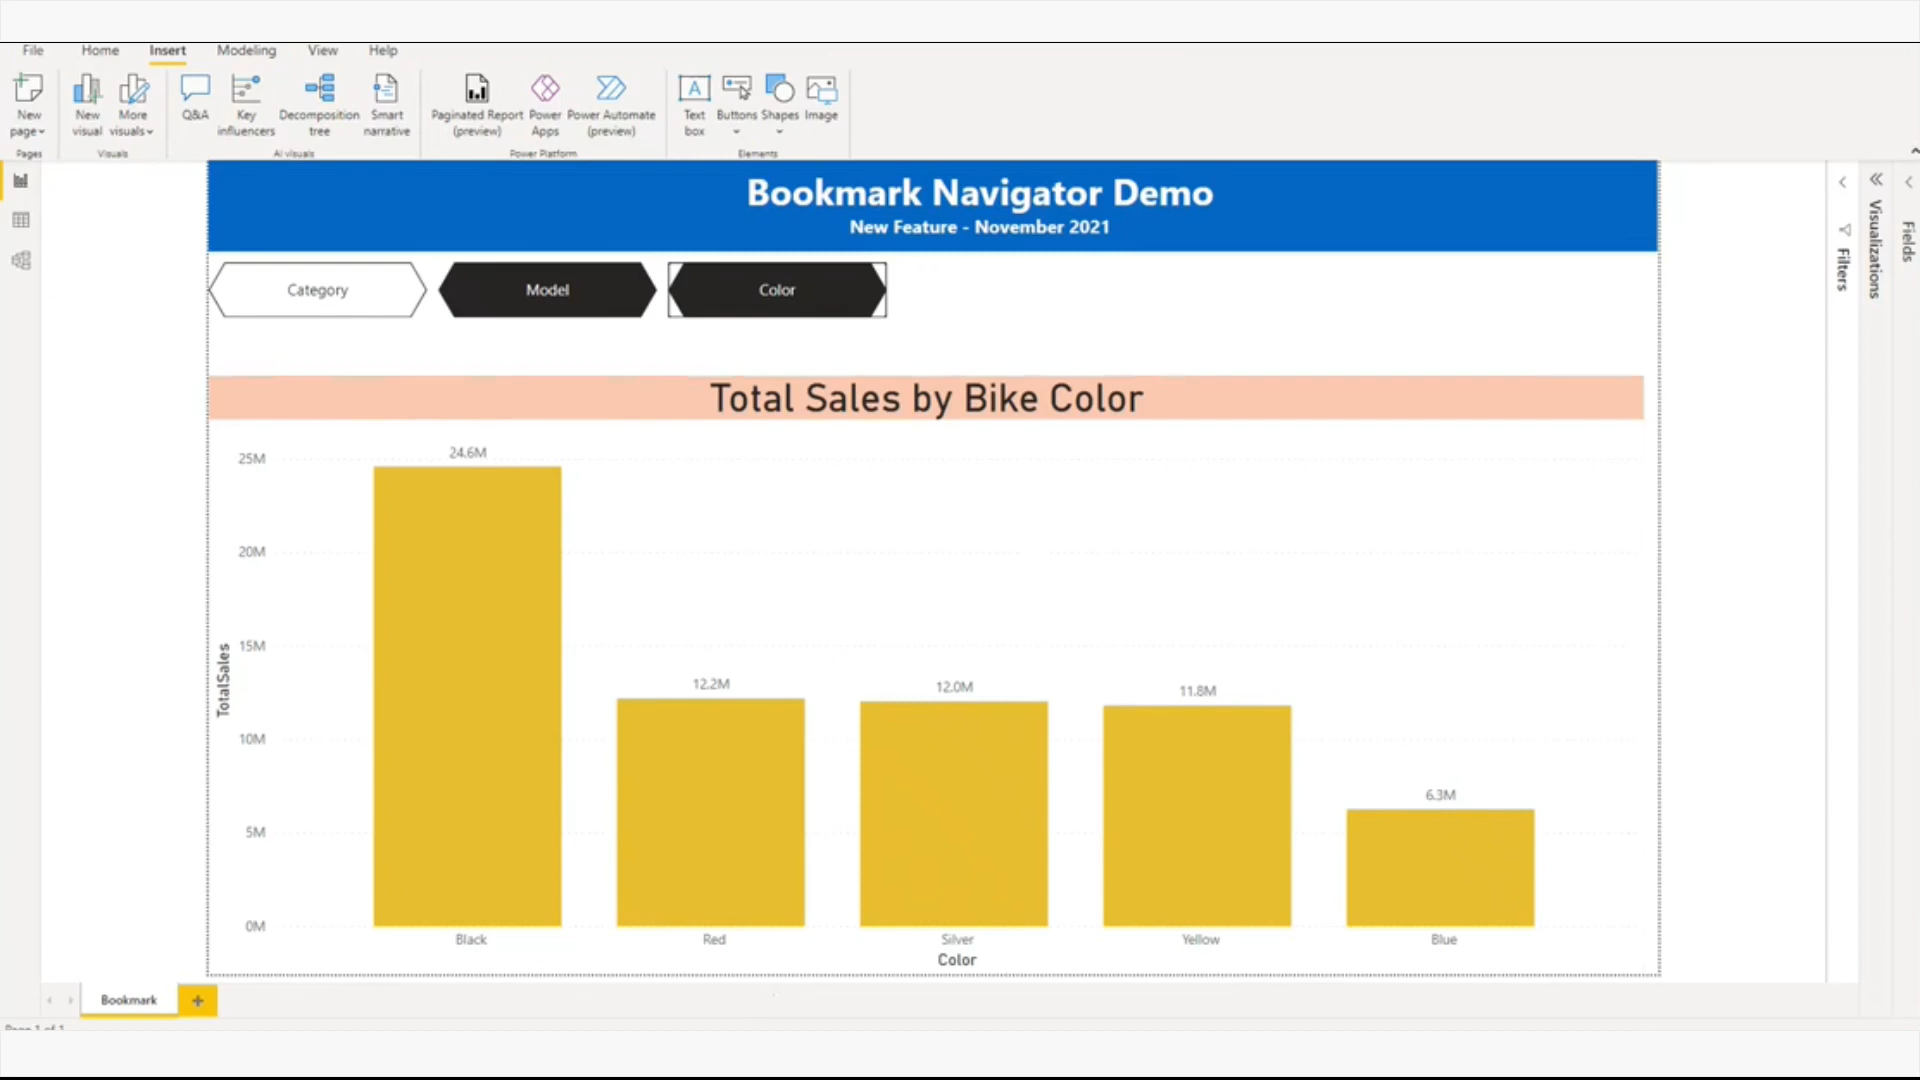 File Home Insert Modeling View Help
New page
New visual
More visuals
Q&A
Key influencers
Decomposition tree
Smart narrative
Paginated Report (preview)
Power Apps
Power Automate (preview)
Text box
Buttons
Shapes
Image
Pages
Visuals
AI visuals
Power Platform
Elements
Bookmark Navigator Demo
New Feature - November 2021
Category
Model
Color
Filters
Visualizations
Fields
Total Sales by Bike Color
TotalSales
25M
20M
15M
10M
5M
0M
24.6M
12.2M
12.0M
11.8M
6.3M
Black
Red
Silver
Yellow
Blue
Color
Bookmark
Page 1 of 1